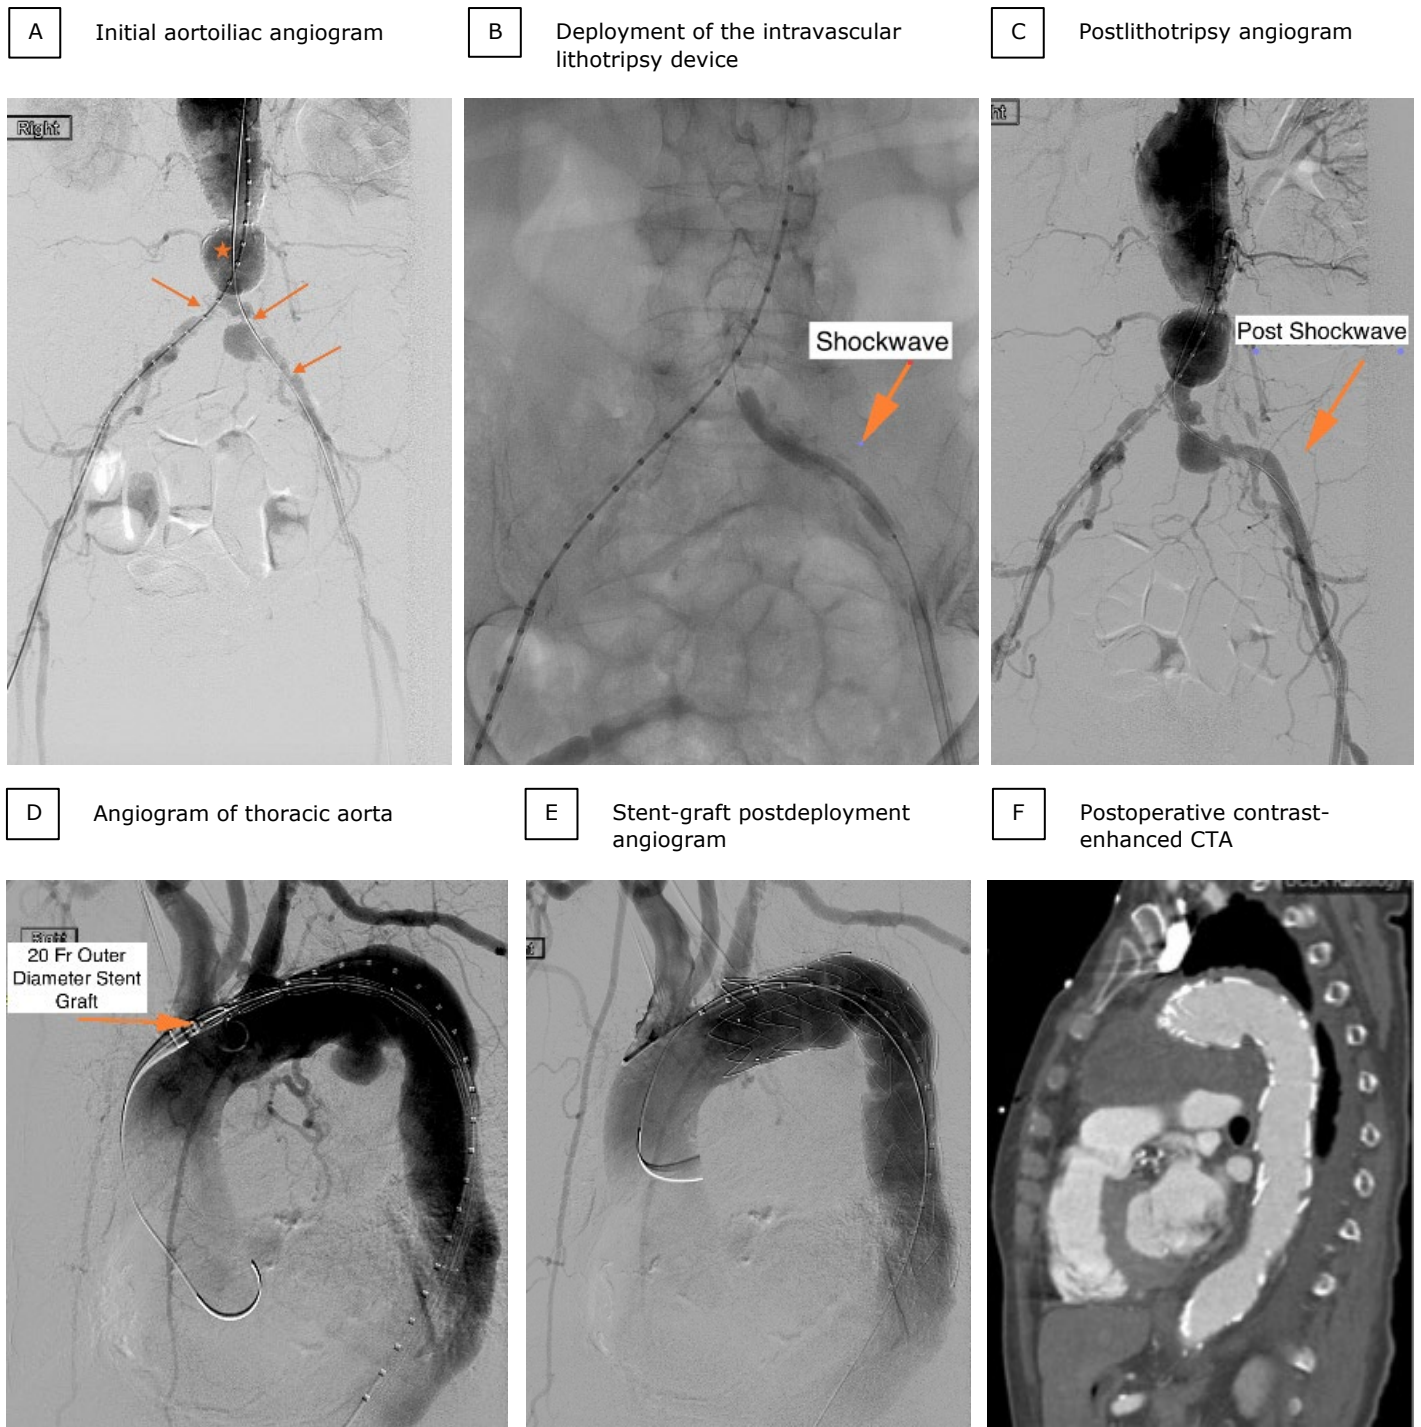 A
Initial aortoiliac angiogram
B
Deployment of the intravascular
lithotripsy device
C
Postlithotripsy angiogram
Right
Shockwave
ht
Post Shockwave
D
Angiogram of thoracic aorta
E
Stent-graft postdeployment
angiogram
F
Postoperative contrast-
enhanced CTA
20 Fr Outer
Diameter Stent
Graft